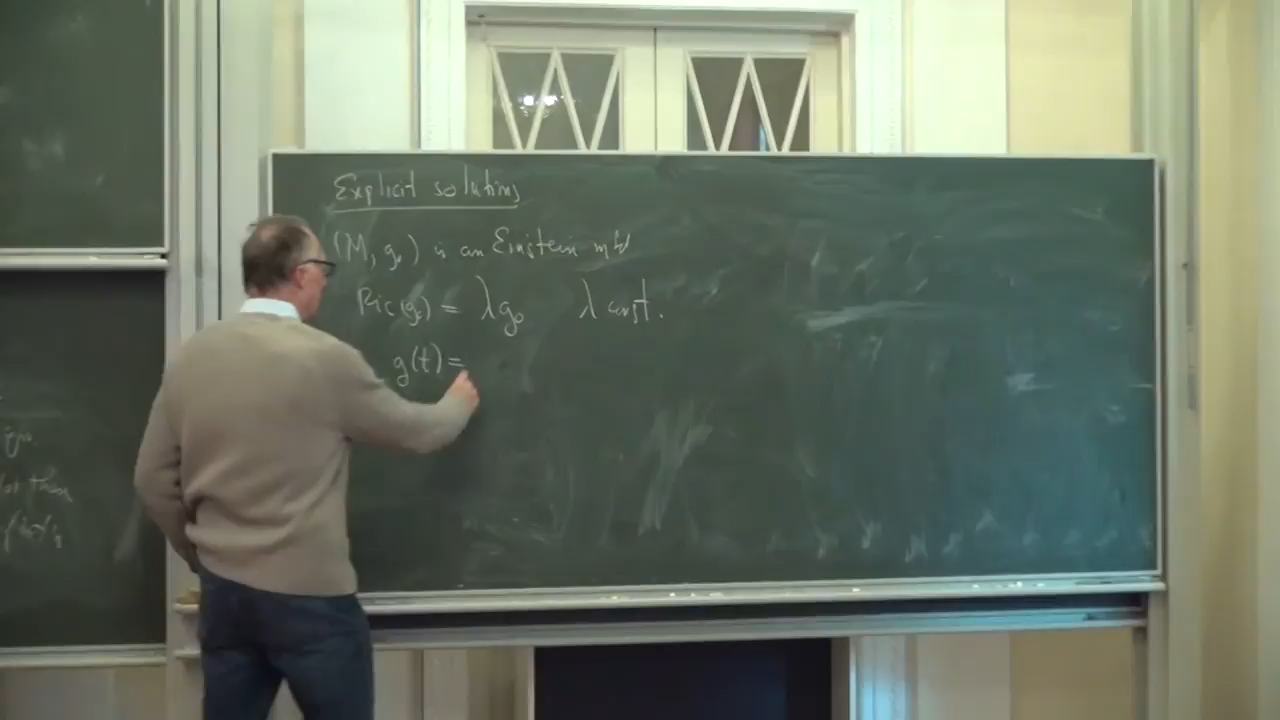 Explicit solutions
(M, g₀) is an Einstein mfd
Ric(g₀) = λg₀ λ const.
g(t) =